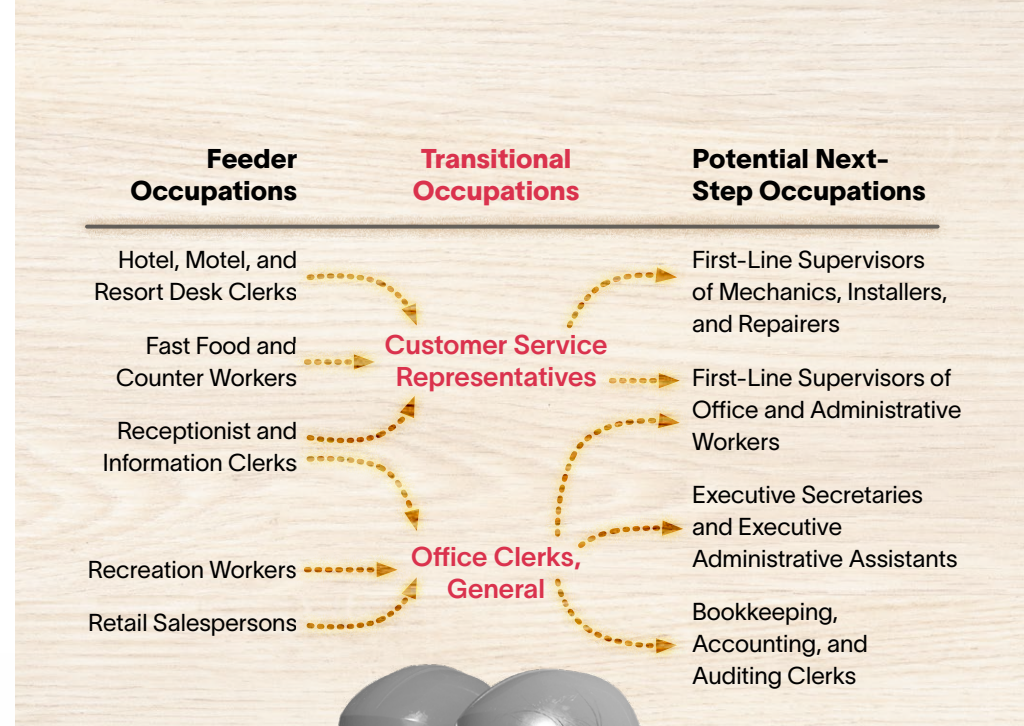 Feeder
Occupations
Transitional
Occupations
Potential Next-
Step Occupations
Hotel, Motel, and
Resort Desk Clerks
Fast Food and
Counter Workers
Receptionist and
Information Clerks
Recreation Workers
Retail Salespersons
Customer Service
Representatives
Office Clerks,
General
First-Line Supervisors
of Mechanics, Installers,
and Repairers
First-Line Supervisors of
Office and Administrative
Workers
Executive Secretaries
and Executive
Administrative Assistants
Bookkeeping,
Accounting, and
Auditing Clerks